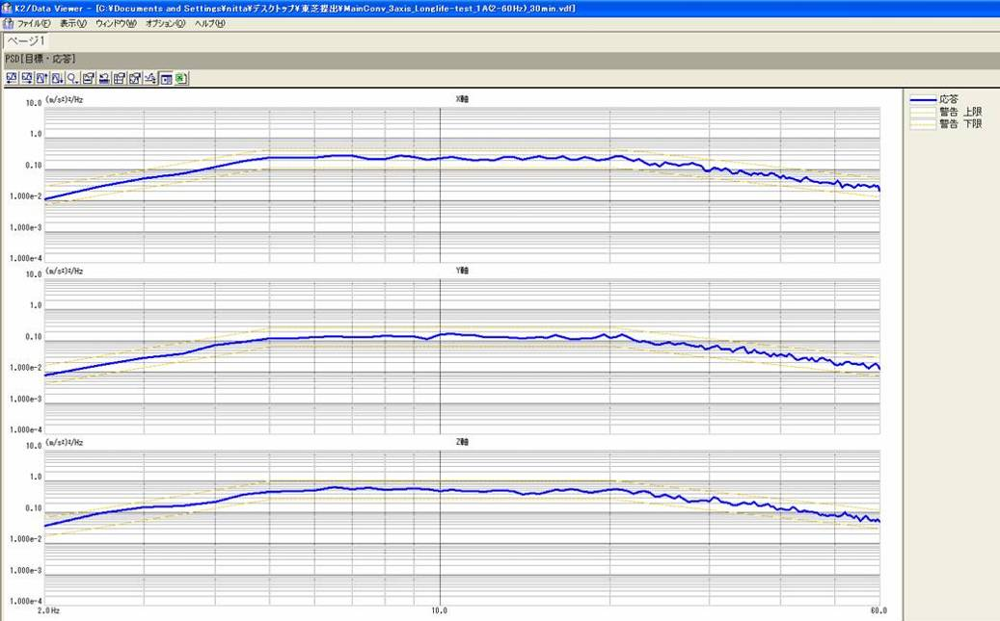 K2/Data Viewer - [C:¥Documents and Settings¥nitta¥デスクトップ¥東芝提出¥MainConv_3axis_Longlife-test_1A(2-60Hz)_30min.vdf]
ファイル(F) 表示(V) ウィンドウ(W) オプション(O) ヘルプ(H)
ページ1
PSD[目標・応答]
10.0 (m/s²)²/Hz
X軸
1.0
0.10
1.000e-2
1.000e-3
1.000e-4
10.0 (m/s²)²/Hz
Y軸
1.0
0.10
1.000e-2
1.000e-3
1.000e-4
10.0 (m/s²)²/Hz
Z軸
1.0
0.10
1.000e-2
1.000e-3
1.000e-4
2.0Hz 10.0 60.0
応答
警告 上限
警告 下限